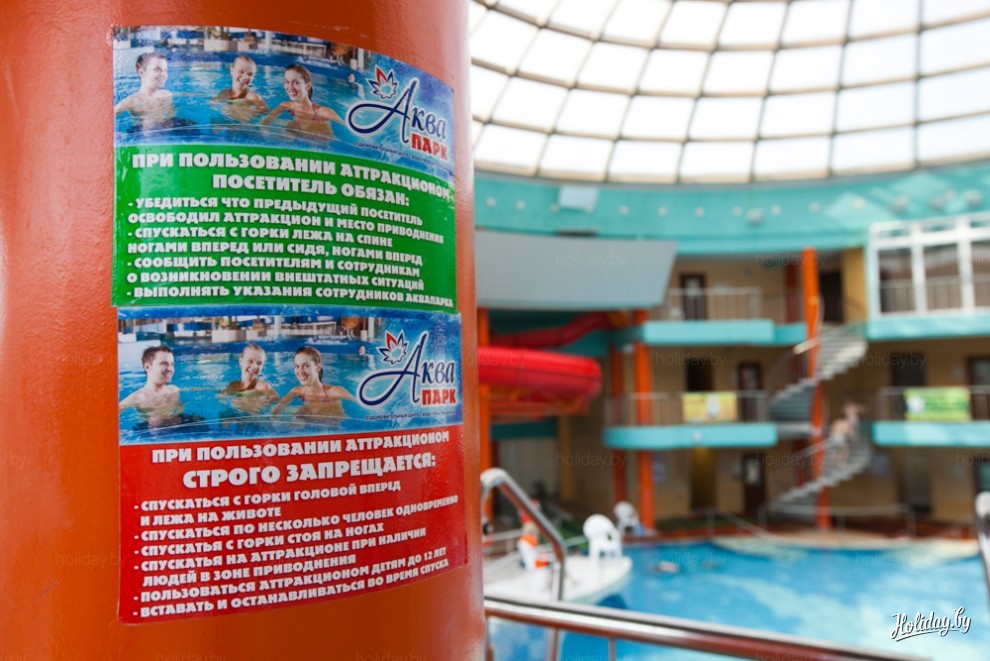 Аква
ПАРК
ПРИ ПОЛЬЗОВАНИИ АТТРАКЦИОНОМ
ПОСЕТИТЕЛЬ ОБЯЗАН:
- УБЕДИТЬСЯ ЧТО ПРЕДЫДУЩИЙ ПОСЕТИТЕЛЬ
ОСВОБОДИЛ АТТРАКЦИОН И МЕСТО ПРИВОДНЕНИЯ
- СПУСКАТЬСЯ С ГОРКИ ЛЕЖА НА СПИНЕ
НОГАМИ ВПЕРЕД ИЛИ СИДЯ, НОГАМИ ВПЕРЕД
- СООБЩИТЬ ПОСЕТИТЕЛЯМ И СОТРУДНИКАМ
О ВОЗНИКНОВЕНИИ ВНЕШТАТНЫХ СИТУАЦИЙ
- ВЫПОЛНЯТЬ УКАЗАНИЯ СОТРУДНИКОВ АКВАПАРКА
Аква
ПАРК
ПРИ ПОЛЬЗОВАНИИ АТТРАКЦИОНОМ
СТРОГО ЗАПРЕЩАЕТСЯ:
- СПУСКАТЬСЯ С ГОРКИ ГОЛОВОЙ ВПЕРЕД
И ЛЕЖА НА ЖИВОТЕ
- СПУСКАТЬСЯ ПО НЕСКОЛЬКО ЧЕЛОВЕК ОДНОВРЕМЕННО
- СПУСКАТЬЯ С ГОРКИ СТОЯ НА НОГАХ
- СПУСКАТЬЯ НА АТТРАКЦИОНЕ ПРИ НАЛИЧИИ
ЛЮДЕЙ В ЗОНЕ ПРИВОДНЕНИЯ
- ПОЛЬЗОВАТЬСЯ АТТРАКЦИОНОМ ДЕТЯМ ДО 12 ЛЕТ
- ВСТАВАТЬ И ОСТАНАВЛИВАТЬСЯ ВО ВРЕМЯ СПУСКА
Holiday.by